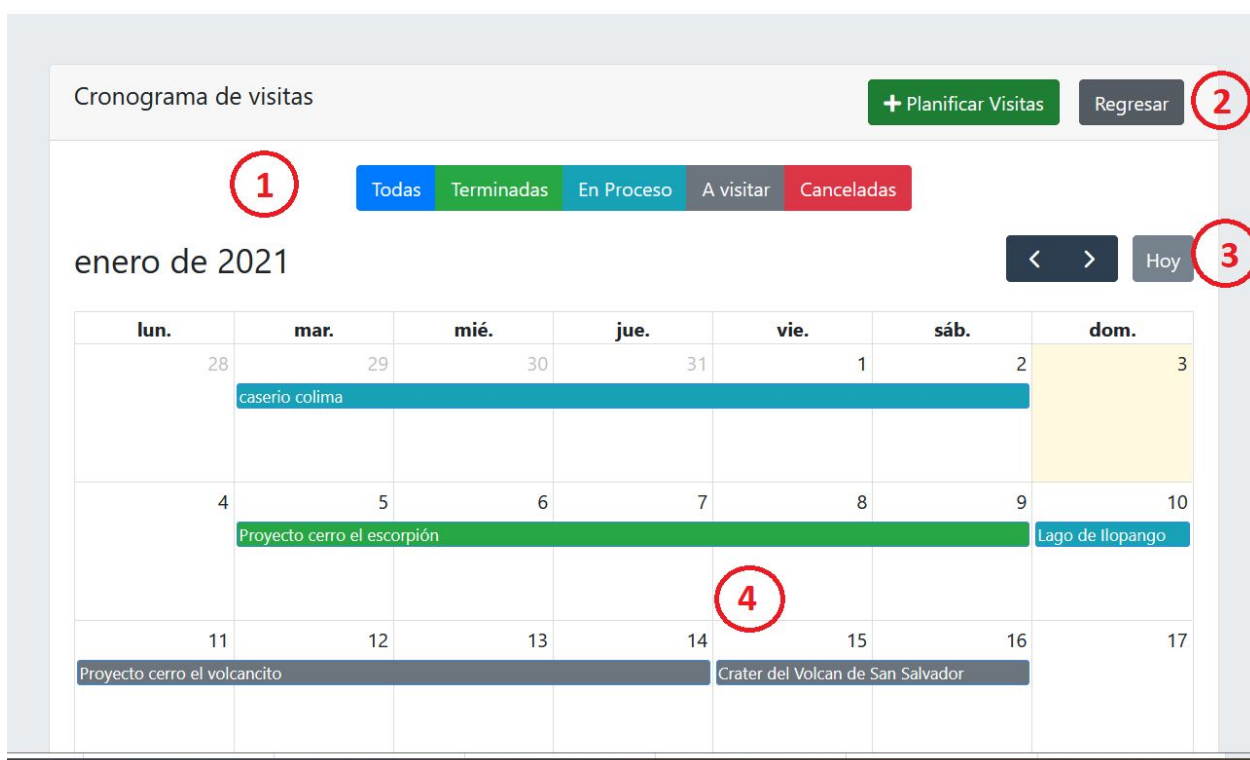 Cronograma de visitas
+ Planificar Visitas Regresar 2
1 Todas Terminadas En Proceso A visitar Canceladas
enero de 2021 < > Hoy 3
lun. mar. mié. jue. vie. sáb. dom.
28 29 30 31 1 2 3
caserio colima
4 5 6 7 8 9 10
Proyecto cerro el escorpión Lago de Ilopango
4
11 12 13 14 15 16 17
Proyecto cerro el volcancito Crater del Volcan de San Salvador